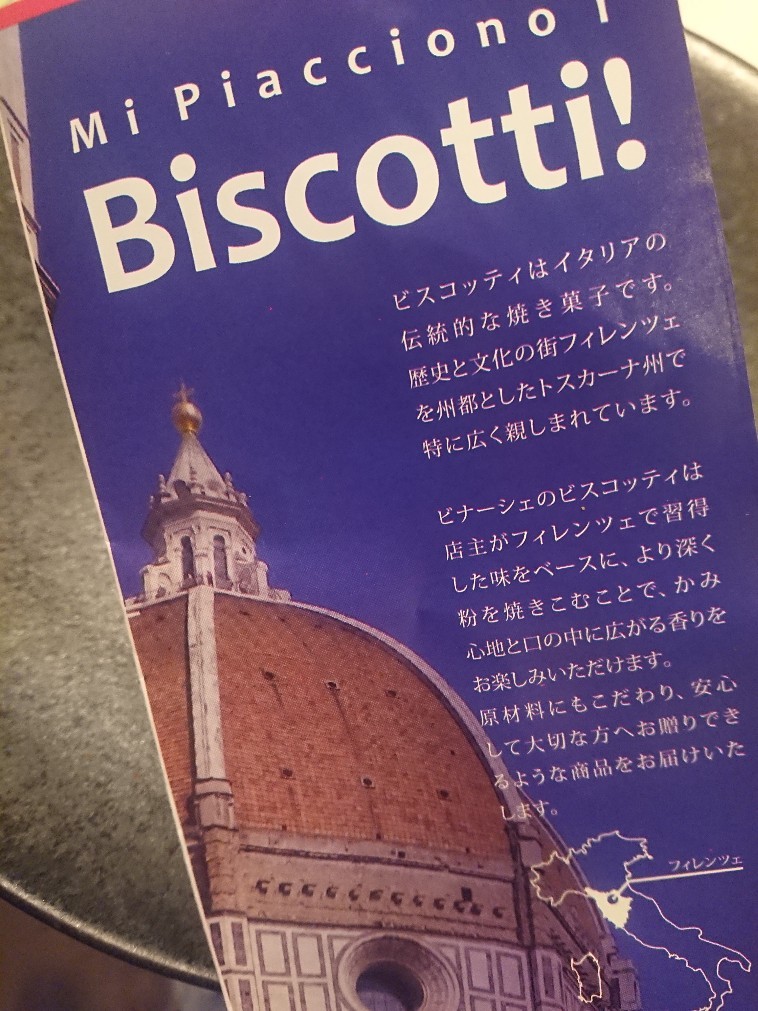 Mi Piacciono I
Biscotti!
ビスコッティはイタリアの
伝統的な焼き菓子です。
歴史と文化の街フィレンツェ
を州都としたトスカーナ州で
特に広く親しまれています。
ビナーシェのビスコッティは
店主がフィレンツェで習得
した味をベースに、より深く
粉を焼きこむことで、かみ
心地と口の中に広がる香りを
お楽しみいただけます。
原材料にもこだわり、安心
して大切な方へお贈りでき
るような商品をお届けいた
します。
フィレンツェ